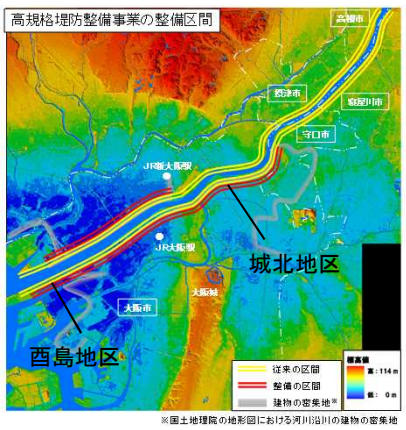 高規格堤防整備事業の整備区間
高槻市
摂津市
寝屋川市
守口市
JR新大阪駅
城北地区
JR大阪駅
大阪城
大阪市
酉島地区
従来の区間
整備の区間
建物の密集地※
標高値
高:114 m
低: 0 m
※国土地理院の地形図における河川沿川の建物の密集地